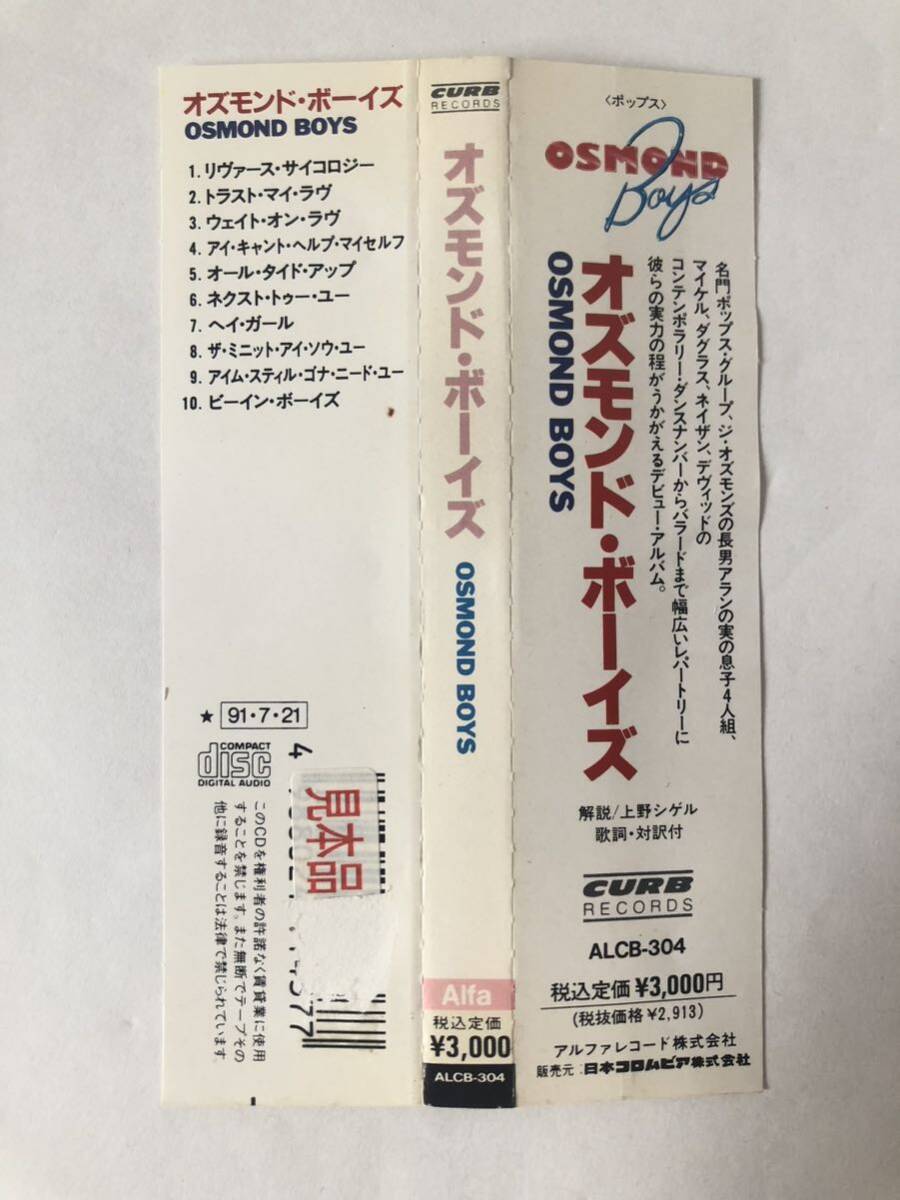 オズモンド・ボーイズ
OSMOND BOYS
1. リヴァース・サイコロジー
2. トラスト・マイ・ラヴ
3. ウェイト・オン・ラヴ
4. アイ・キャント・ヘルプ・マイセルフ
5. オール・タイド・アップ
6. ネクスト・トゥー・ユー
7. ヘイ・ガール
8. ザ・ミニット・アイ・ソウ・ユー
9. アイム・スティル・ゴナ・ニード・ユー
10. ビーイン・ボーイズ
★ 91・7・21
COMPACT
disc
DIGITAL AUDIO
4
見本品
このCDを権利者の許諾なく賃貸業に使用
することを禁じます。また無断でテープその
他に録音することは法律で禁じられています。
CURB
RECORDS
オズモンド・ボーイズ
OSMOND BOYS
Alfa
税込定価
¥3,000
ALCB-304
〈ポップス〉
OSMOND
Boys
名門ポップス・グループ、ジ・オズモンズの長男アランの実の息子4人組、
マイケル、ダグラス、ネイザン、デヴィッドの
コンテンポラリー・ダンスナンバーからバラードまで幅広いレパートリーに
彼らの実力の程がうかがえるデビュー・アルバム。
オズモンド・ボーイズ
OSMOND BOYS
解説/上野シゲル
歌詞・対訳付
CURB
RECORDS
ALCB-304
税込定価¥3,000円
(税抜価格¥2,913)
アルファレコード株式会社
販売元:日本コロムビア株式会社